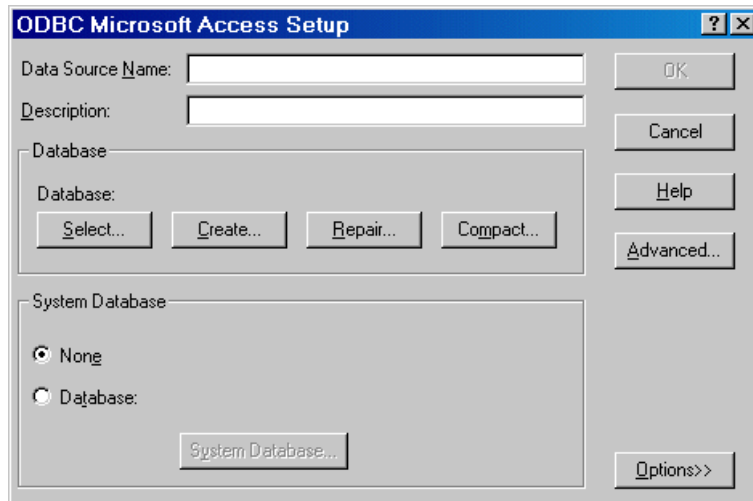 ODBC Microsoft Access Setup
Data Source Name:
OK
Description:
Cancel
Database
Database:
Select...
Create...
Repair...
Compact...
Help
Advanced...
System Database
None
Database:
System Database...
Options>>